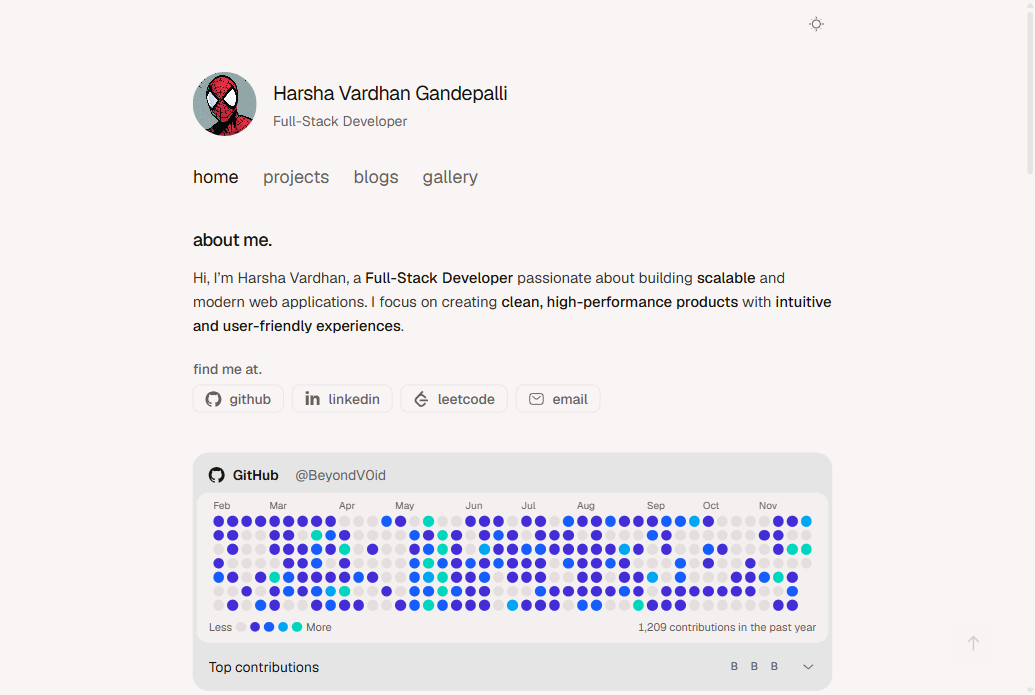 Harsha Vardhan Gandepalli
Full-Stack Developer
home projects blogs gallery
about me.
Hi, I'm Harsha Vardhan, a Full-Stack Developer passionate about building scalable and
modern web applications. I focus on creating clean, high-performance products with intuitive
and user-friendly experiences.
find me at.
github linkedin leetcode email
GitHub @BeyondV0id
Feb Mar Apr May Jun Jul Aug Sep Oct Nov
Less More 1,209 contributions in the past year
Top contributions B B B